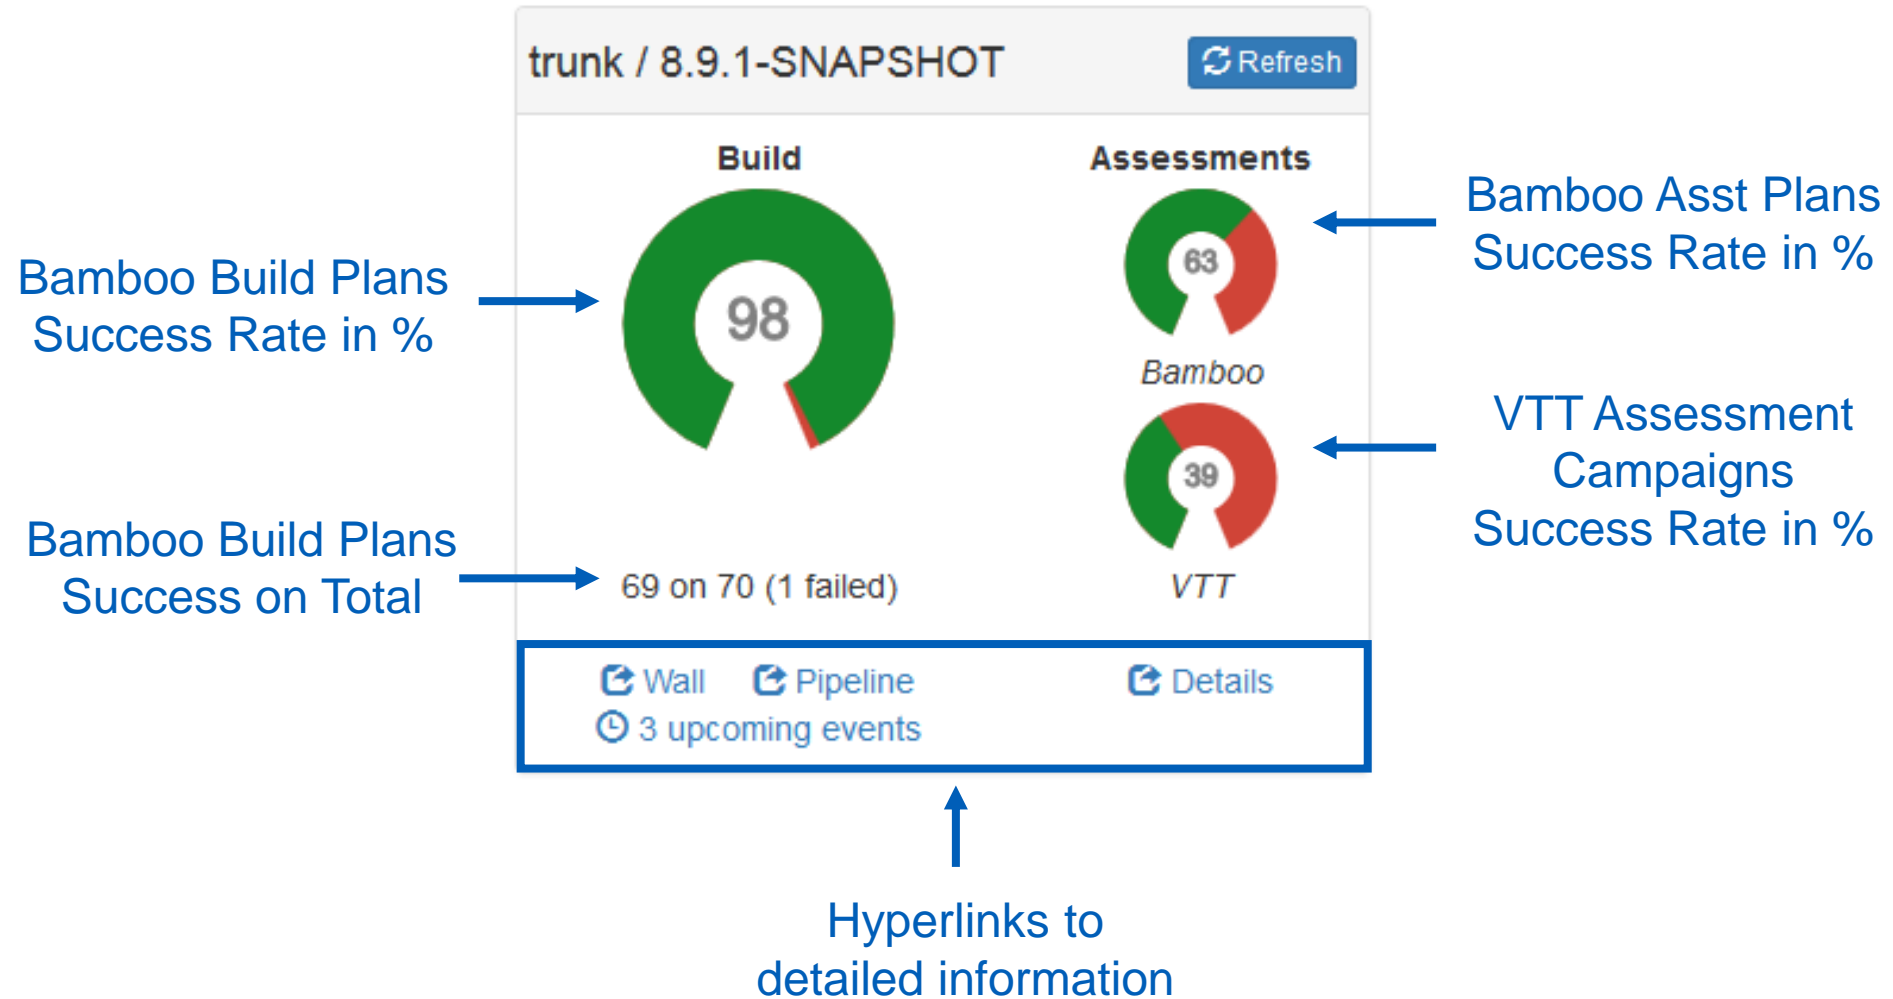 trunk / 8.9.1-SNAPSHOT
Refresh
Build
Assessments
Bamboo Build Plans
Success Rate in %
98
63
Bamboo
Bamboo Asst Plans
Success Rate in %
39
VTT
VTT Assessment
Campaigns
Success Rate in %
Bamboo Build Plans
Success on Total
69 on 70 (1 failed)
Wall
Pipeline
Details
3 upcoming events
Hyperlinks to
detailed information